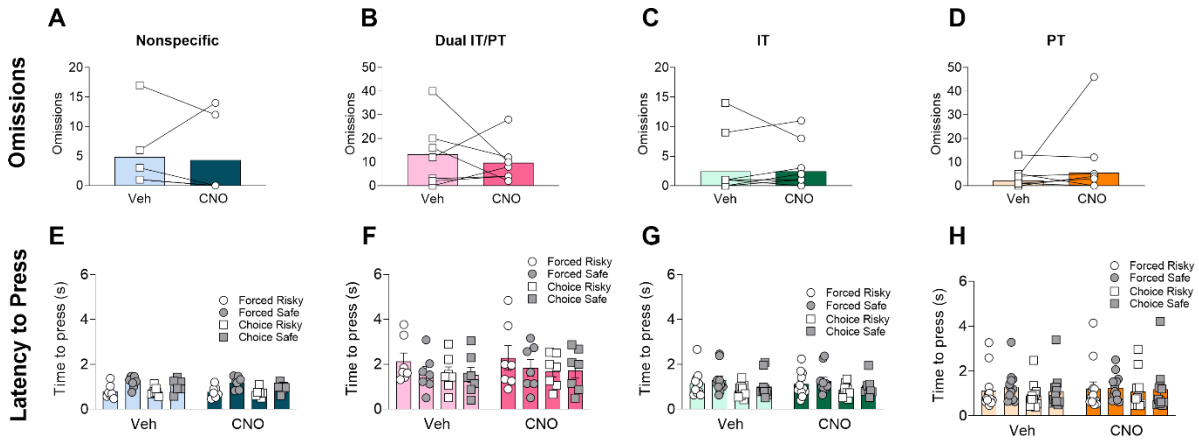 A
B
C
D
Nonspecific
Dual IT/PT
IT
PT
Omissions
Omissions
20
15
10
5
0
Veh
CNO
Omissions
50
40
30
20
10
0
Veh
CNO
Omissions
20
15
10
5
0
Veh
CNO
Omissions
50
40
30
20
10
0
Veh
CNO
E
F
G
H
Latency to Press
Time to press (s)
6
4
2
0
Forced Risky
Forced Safe
Choice Risky
Choice Safe
Veh
CNO
Time to press (s)
6
4
2
0
Forced Risky
Forced Safe
Choice Risky
Choice Safe
Veh
CNO
Time to press (s)
6
4
2
0
Forced Risky
Forced Safe
Choice Risky
Choice Safe
Veh
CNO
Time to press (s)
6
4
2
0
Forced Risky
Forced Safe
Choice Risky
Choice Safe
Veh
CNO